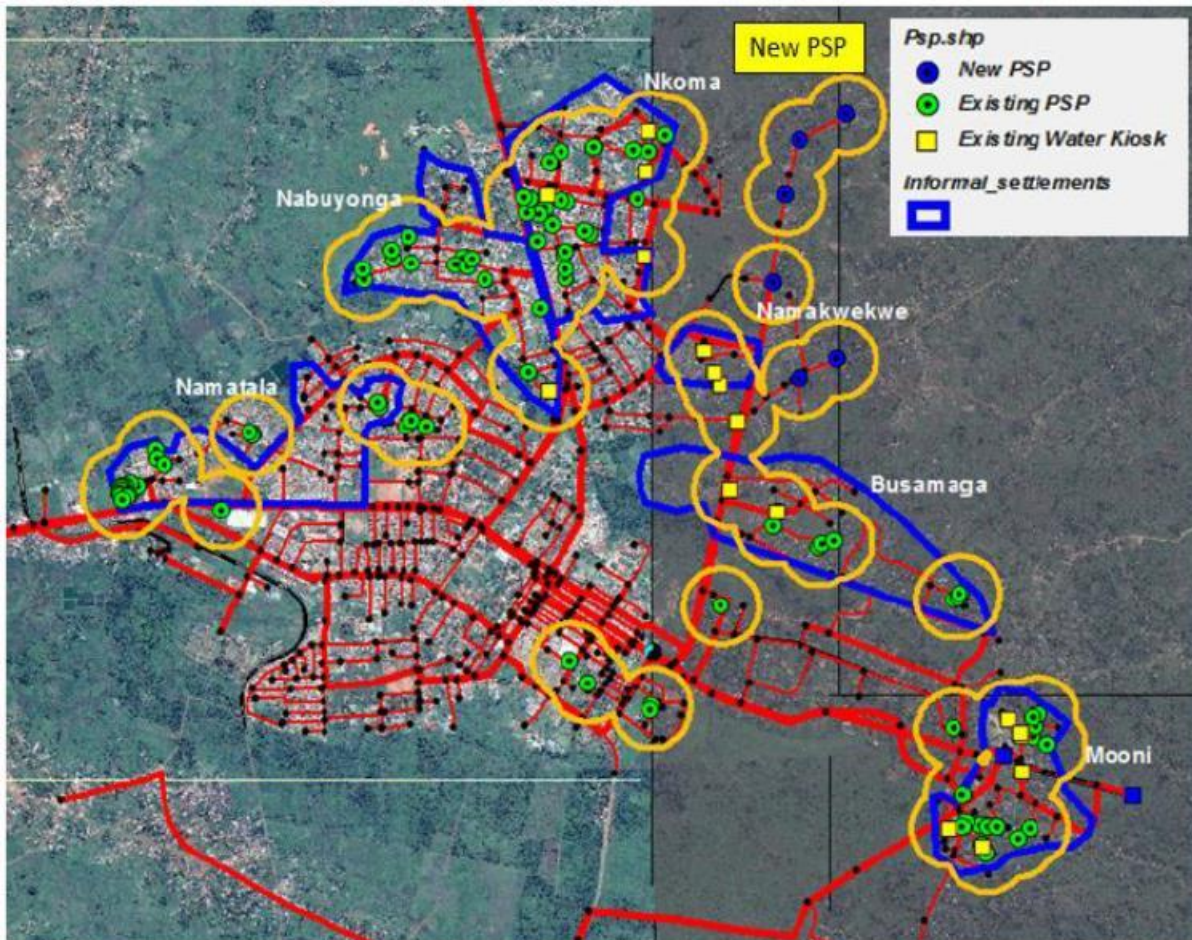 New PSP
Psp.shp
New PSP
Existing PSP
Existing Water Kiosk
Informal_settlements
Nkoma
Nabuyonga
Namakwekwe
Namatala
Busamaga
Mooni